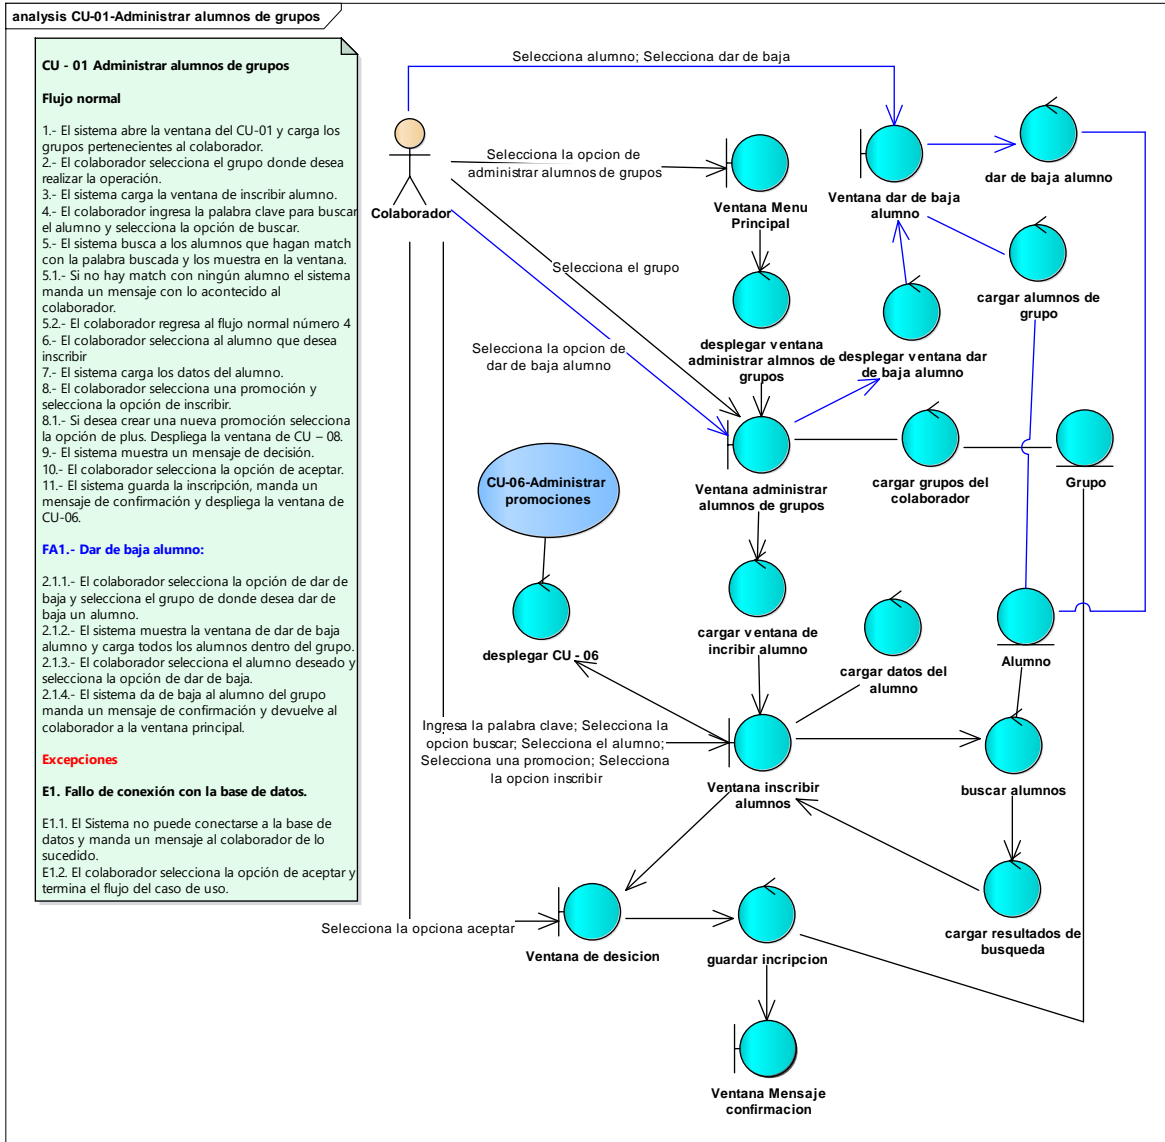 analysis CU-01-Administrar alumnos de grupos
CU - 01 Administrar alumnos de grupos
Flujo normal
1.- El sistema abre la ventana del CU-01 y carga los
grupos pertenecientes al colaborador.
2.- El colaborador selecciona el grupo donde desea
realizar la operación.
3.- El sistema carga la ventana de inscribir alumno.
4.- El colaborador ingresa la palabra clave para buscar
el alumno y selecciona la opción de buscar.
5.- El sistema busca a los alumnos que hagan match
con la palabra buscada y los muestra en la ventana.
5.1.- Si no hay match con ningún alumno el sistema
manda un mensaje con lo acontecido al
colaborador.
5.2.- El colaborador regresa al flujo normal número 4
6.- El colaborador selecciona al alumno que desea
inscribir
7.- El sistema carga los datos del alumno.
8.- El colaborador selecciona una promoción y
selecciona la opción de inscribir.
8.1.- Si desea crear una nueva promoción selecciona
la opción de plus. Despliega la ventana de CU – 08.
9.- El sistema muestra un mensaje de decisión.
10.- El colaborador selecciona la opción de aceptar.
11.- El sistema guarda la inscripción, manda un
mensaje de confirmación y despliega la ventana de
CU-06.
FA1.- Dar de baja alumno:
2.1.1.- El colaborador selecciona la opción de dar de
baja y selecciona el grupo de donde desea dar de
baja un alumno.
2.1.2.- El sistema muestra la ventana de dar de baja
alumno y carga todos los alumnos dentro del grupo.
2.1.3.- El colaborador selecciona el alumno deseado y
selecciona la opción de dar de baja.
2.1.4.- El sistema da de baja al alumno del grupo
manda un mensaje de confirmación y devuelve al
colaborador a la ventana principal.
Excepciones
E1. Fallo de conexión con la base de datos.
E1.1. El Sistema no puede conectarse a la base de
datos y manda un mensaje al colaborador de lo
sucedido.
E1.2. El colaborador selecciona la opción de aceptar y
termina el flujo del caso de uso.
Selecciona alumno; Selecciona dar de baja
Colaborador
Selecciona la opcion de
administrar alumnos de grupos
Ventana Menu
Principal
Ventana dar de baja
alumno
dar de baja alumno
Selecciona el grupo
cargar alumnos de
grupo
desplegar ventana
administrar almnos de
grupos
desplegar ventana dar
de baja alumno
Selecciona la opcion de
dar de baja alumno
Ventana administrar
alumnos de grupos
cargar grupos del
colaborador
Grupo
CU-06-Administrar
promociones
desplegar CU - 06
cargar ventana de
incribir alumno
cargar datos del
alumno
Alumno
Ingresa la palabra clave; Selecciona la
opcion buscar; Selecciona el alumno;
Selecciona una promocion; Selecciona
la opcion inscribir
Ventana inscribir
alumnos
buscar alumnos
Selecciona la opciona aceptar
Ventana de desicion
guardar incripcion
cargar resultados de
busqueda
Ventana Mensaje
confirmacion